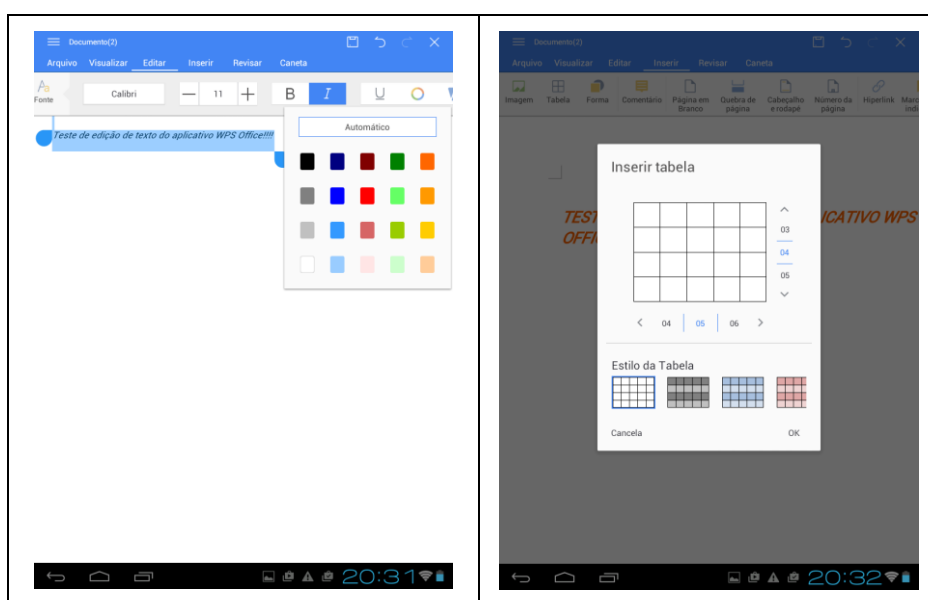 Documento(2)
Arquivo Visualizar Editar Inserir Revisar Caneta
Fonte Calibri 11 B I U
Automático
Teste de edição de texto do aplicativo WPS Office!!!!
20:31
Documento(2)
Arquivo Visualizar Editar Inserir Revisar Caneta
Imagem Tabela Forma Comentário Página em Branco Quebra de página Cabeçalho e rodapé Número da página Hiperlink
Inserir tabela
03
04
05
04 05 06
Estilo da Tabela
Cancela OK
ICATIVO WPS
20:32